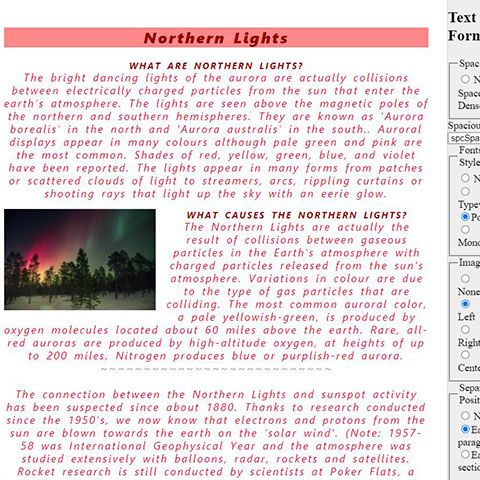 Northern Lights
WHAT ARE NORTHERN LIGHTS?
The bright dancing lights of the aurora are actually collisions
between electrically charged particles from the sun that enter the
earth's atmosphere. The lights are seen above the magnetic poles of
the northern and southern hemispheres. They are known as 'Aurora
borealis' in the north and 'Aurora australis' in the south.. Auroral
displays appear in many colours although pale green and pink are
the most common. Shades of red, yellow, green, blue, and violet
have been reported. The lights appear in many forms from patches
or scattered clouds of light to streamers, arcs, rippling curtains or
shooting rays that light up the sky with an eerie glow.
WHAT CAUSES THE NORTHERN LIGHTS?
The Northern Lights are actually the
result of collisions between gaseous
particles in the Earth's atmosphere with
charged particles released from the sun's
atmosphere. Variations in colour are due
to the type of gas particles that are
colliding. The most common auroral color,
a pale yellowish-green, is produced by
oxygen molecules located about 60 miles above the earth. Rare, all-
red auroras are produced by high-altitude oxygen, at heights of up
to 200 miles. Nitrogen produces blue or purplish-red aurora.
~~~~~~~~~~~~~~~~~~~~~~~~~~~
The connection between the Northern Lights and sunspot activity
has been suspected since about 1880. Thanks to research conducted
since the 1950's, we now know that electrons and protons from the
sun are blown towards the earth on the 'solar wind'. (Note: 1957-
58 was International Geophysical Year and the atmosphere was
studied extensively with balloons, radar, rockets and satellites.
Rocket research is still conducted by scientists at Poker Flats, a
Text
Form
Spac
N
Space
Dens
Spaciou
spcSpa
Fonts
Style
N
Typev
Po
Mono
Imag
None
Left
Right
Cente
Sepa
Positi
N
Ea
parag
Ea
secti